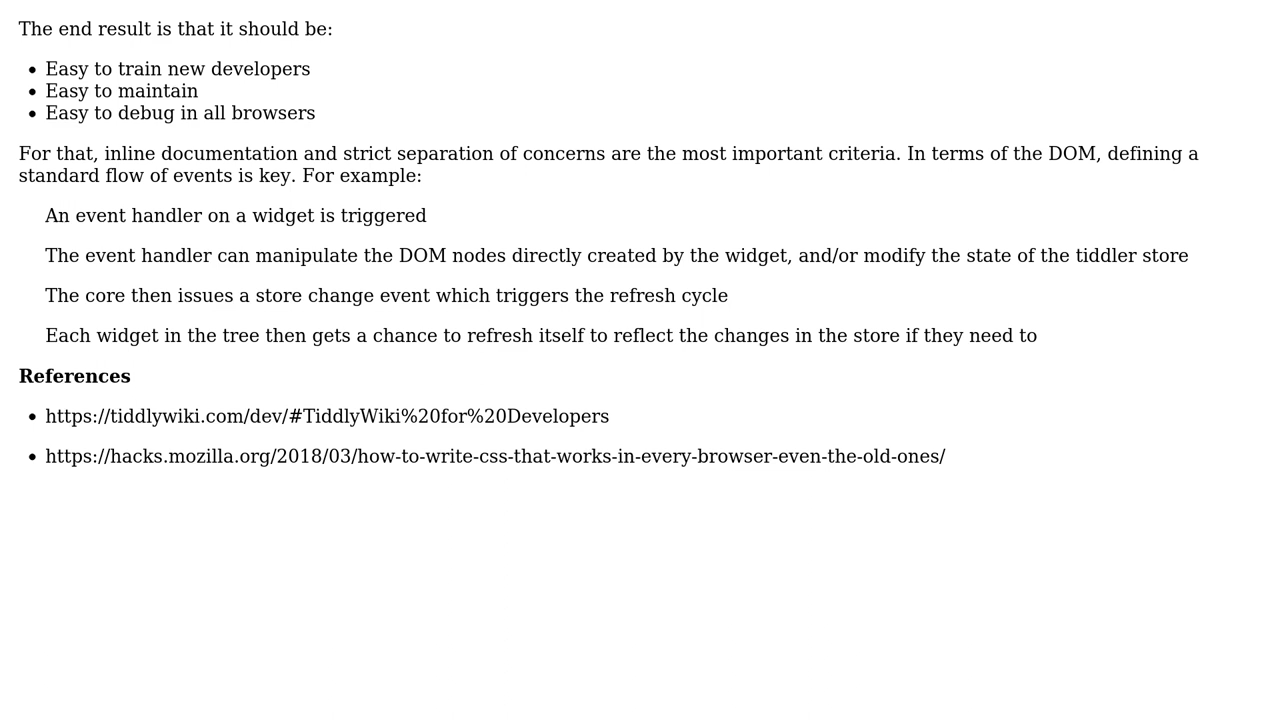 The end result is that it should be:
• Easy to train new developers
• Easy to maintain
• Easy to debug in all browsers
For that, inline documentation and strict separation of concerns are the most important criteria. In terms of the DOM, defining a
standard flow of events is key. For example:
An event handler on a widget is triggered
The event handler can manipulate the DOM nodes directly created by the widget, and/or modify the state of the tiddler store
The core then issues a store change event which triggers the refresh cycle
Each widget in the tree then gets a chance to refresh itself to reflect the changes in the store if they need to
References
• https://tiddlywiki.com/dev/#TiddlyWiki%20for%20Developers
• https://hacks.mozilla.org/2018/03/how-to-write-css-that-works-in-every-browser-even-the-old-ones/